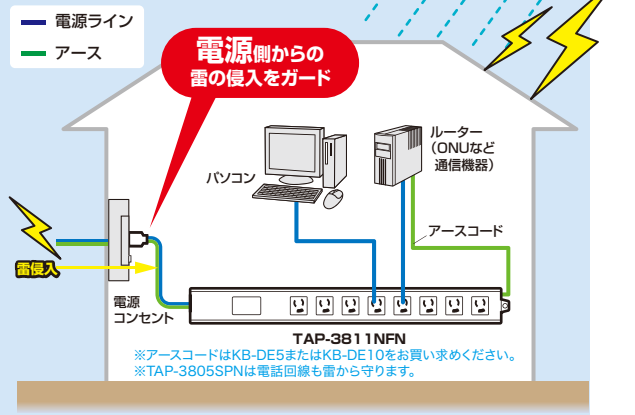 電源ライン
アース
電源側からの
雷の侵入をガード
パソコン
ルーター
（ONUなど
通信機器）
アースコード
雷侵入
電源
コンセント
TAP-3811NFN
※アースコードはKB-DE5またはKB-DE10をお買い求めください。
※TAP-3805SPNは電話回線も雷から守ります。